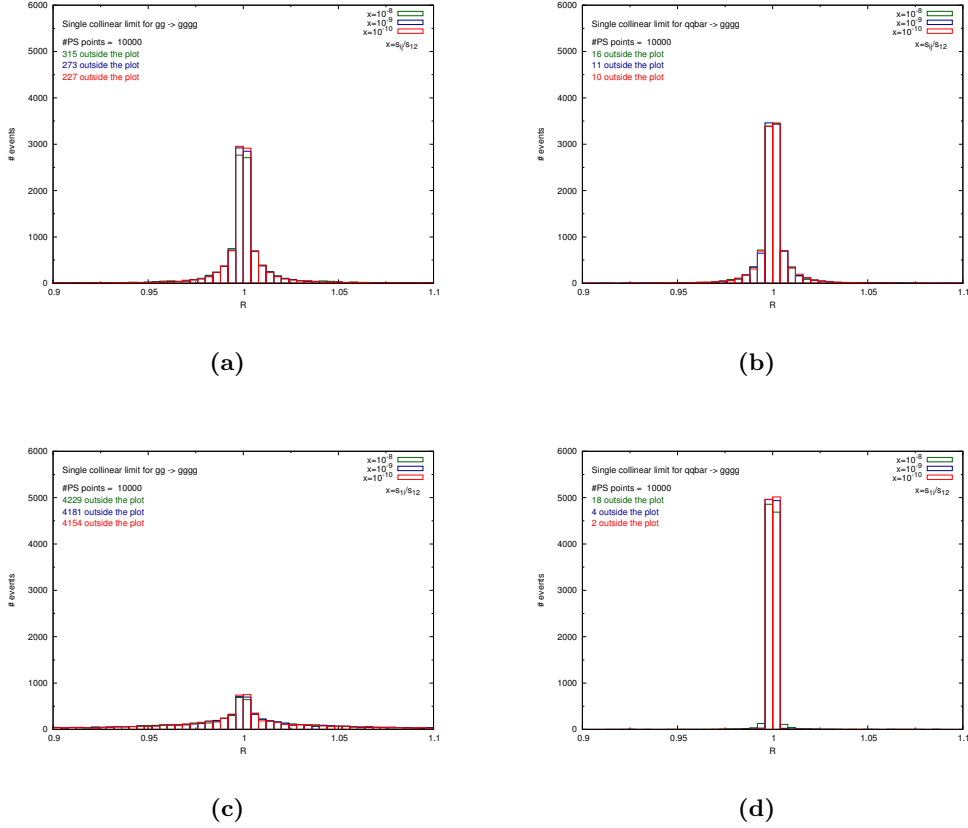 6000
5000
4000
3000
2000
1000
0
# events
Single collinear limit for gg -> gggg
#PS points = 10000
315 outside the plot
273 outside the plot
227 outside the plot
x=10^-8
x=10^-9
x=10^-10
x=s_ij/s_12
0.9 0.95 1 1.05 1.1
R
(a)
6000
5000
4000
3000
2000
1000
0
# events
Single collinear limit for qqbar -> gggg
#PS points = 10000
16 outside the plot
11 outside the plot
10 outside the plot
x=10^-8
x=10^-9
x=10^-10
x=s_ij/s_12
0.9 0.95 1 1.05 1.1
R
(b)
6000
5000
4000
3000
2000
1000
0
# events
Single collinear limit for gg -> gggg
#PS points = 10000
4229 outside the plot
4181 outside the plot
4154 outside the plot
x=10^-8
x=10^-9
x=10^-10
x=s_1i/s_12
0.9 0.95 1 1.05 1.1
R
(c)
6000
5000
4000
3000
2000
1000
0
# events
Single collinear limit for qqbar -> gggg
#PS points = 10000
18 outside the plot
4 outside the plot
2 outside the plot
x=10^-8
x=10^-9
x=10^-10
x=s_1i/s_12
0.9 0.95 1 1.05 1.1
R
(d)